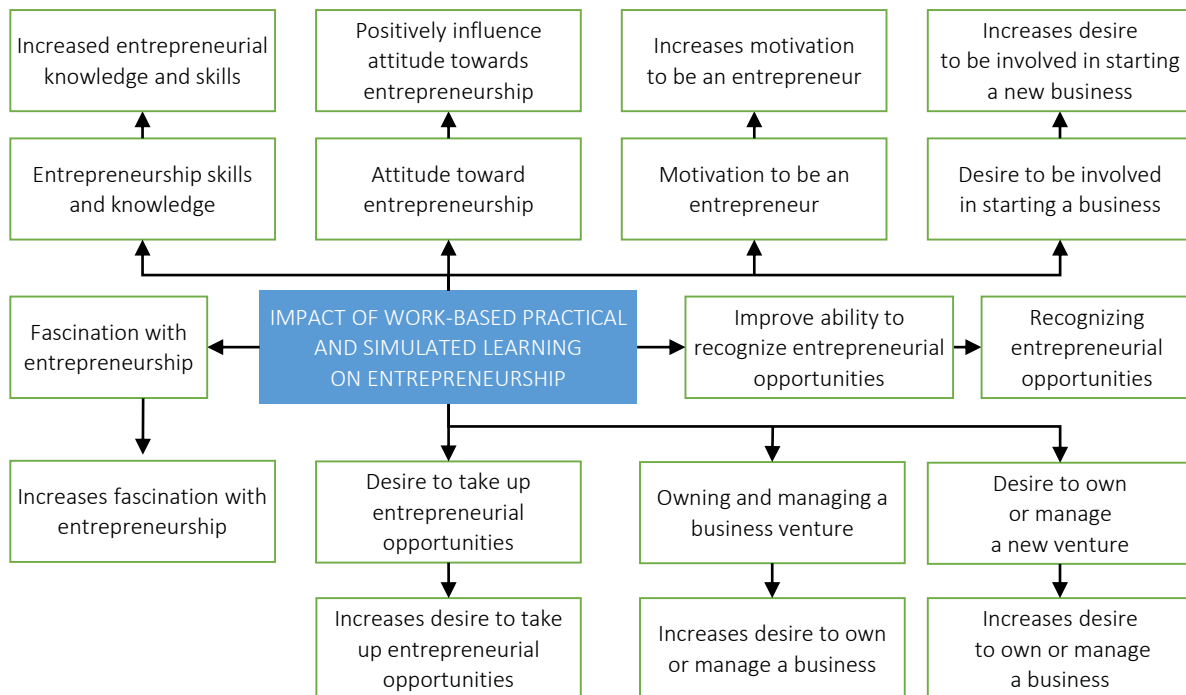 Increased entrepreneurial
knowledge and skills
Positively influence
attitude towards
entrepreneurship
Increases motivation
to be an entrepreneur
Increases desire
to be involved in starting
a new business
Entrepreneurship skills
and knowledge
Attitude toward
entrepreneurship
Motivation to be an
entrepreneur
Desire to be involved
in starting a business
Fascination with
entrepreneurship
IMPACT OF WORK-BASED PRACTICAL
AND SIMULATED LEARNING
ON ENTREPRENEURSHIP
Improve ability to
recognize entrepreneurial
opportunities
Recognizing
entrepreneurial
opportunities
Increases fascination with
entrepreneurship
Desire to take up
entrepreneurial
opportunities
Owning and managing a
business venture
Desire to own
or manage
a new venture
Increases desire to take
up entrepreneurial
opportunities
Increases desire to own
or manage a business
Increases desire
to own or manage
a business